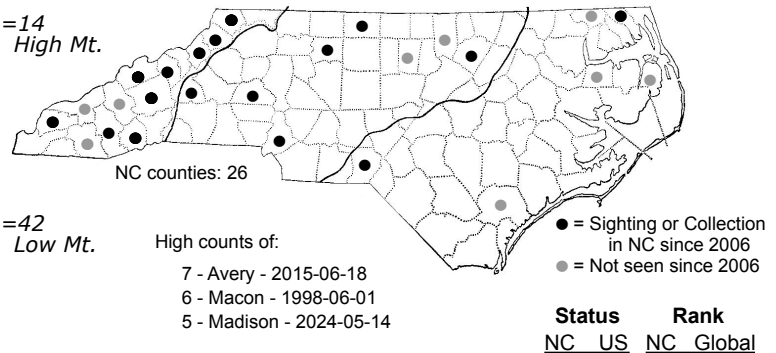 =14
High Mt.
NC counties: 26
=42
Low Mt.
High counts of:
7 - Avery - 2015-06-18
6 - Macon - 1998-06-01
5 - Madison - 2024-05-14
= Sighting or Collection
in NC since 2006
= Not seen since 2006
Status Rank
NC US NC Global